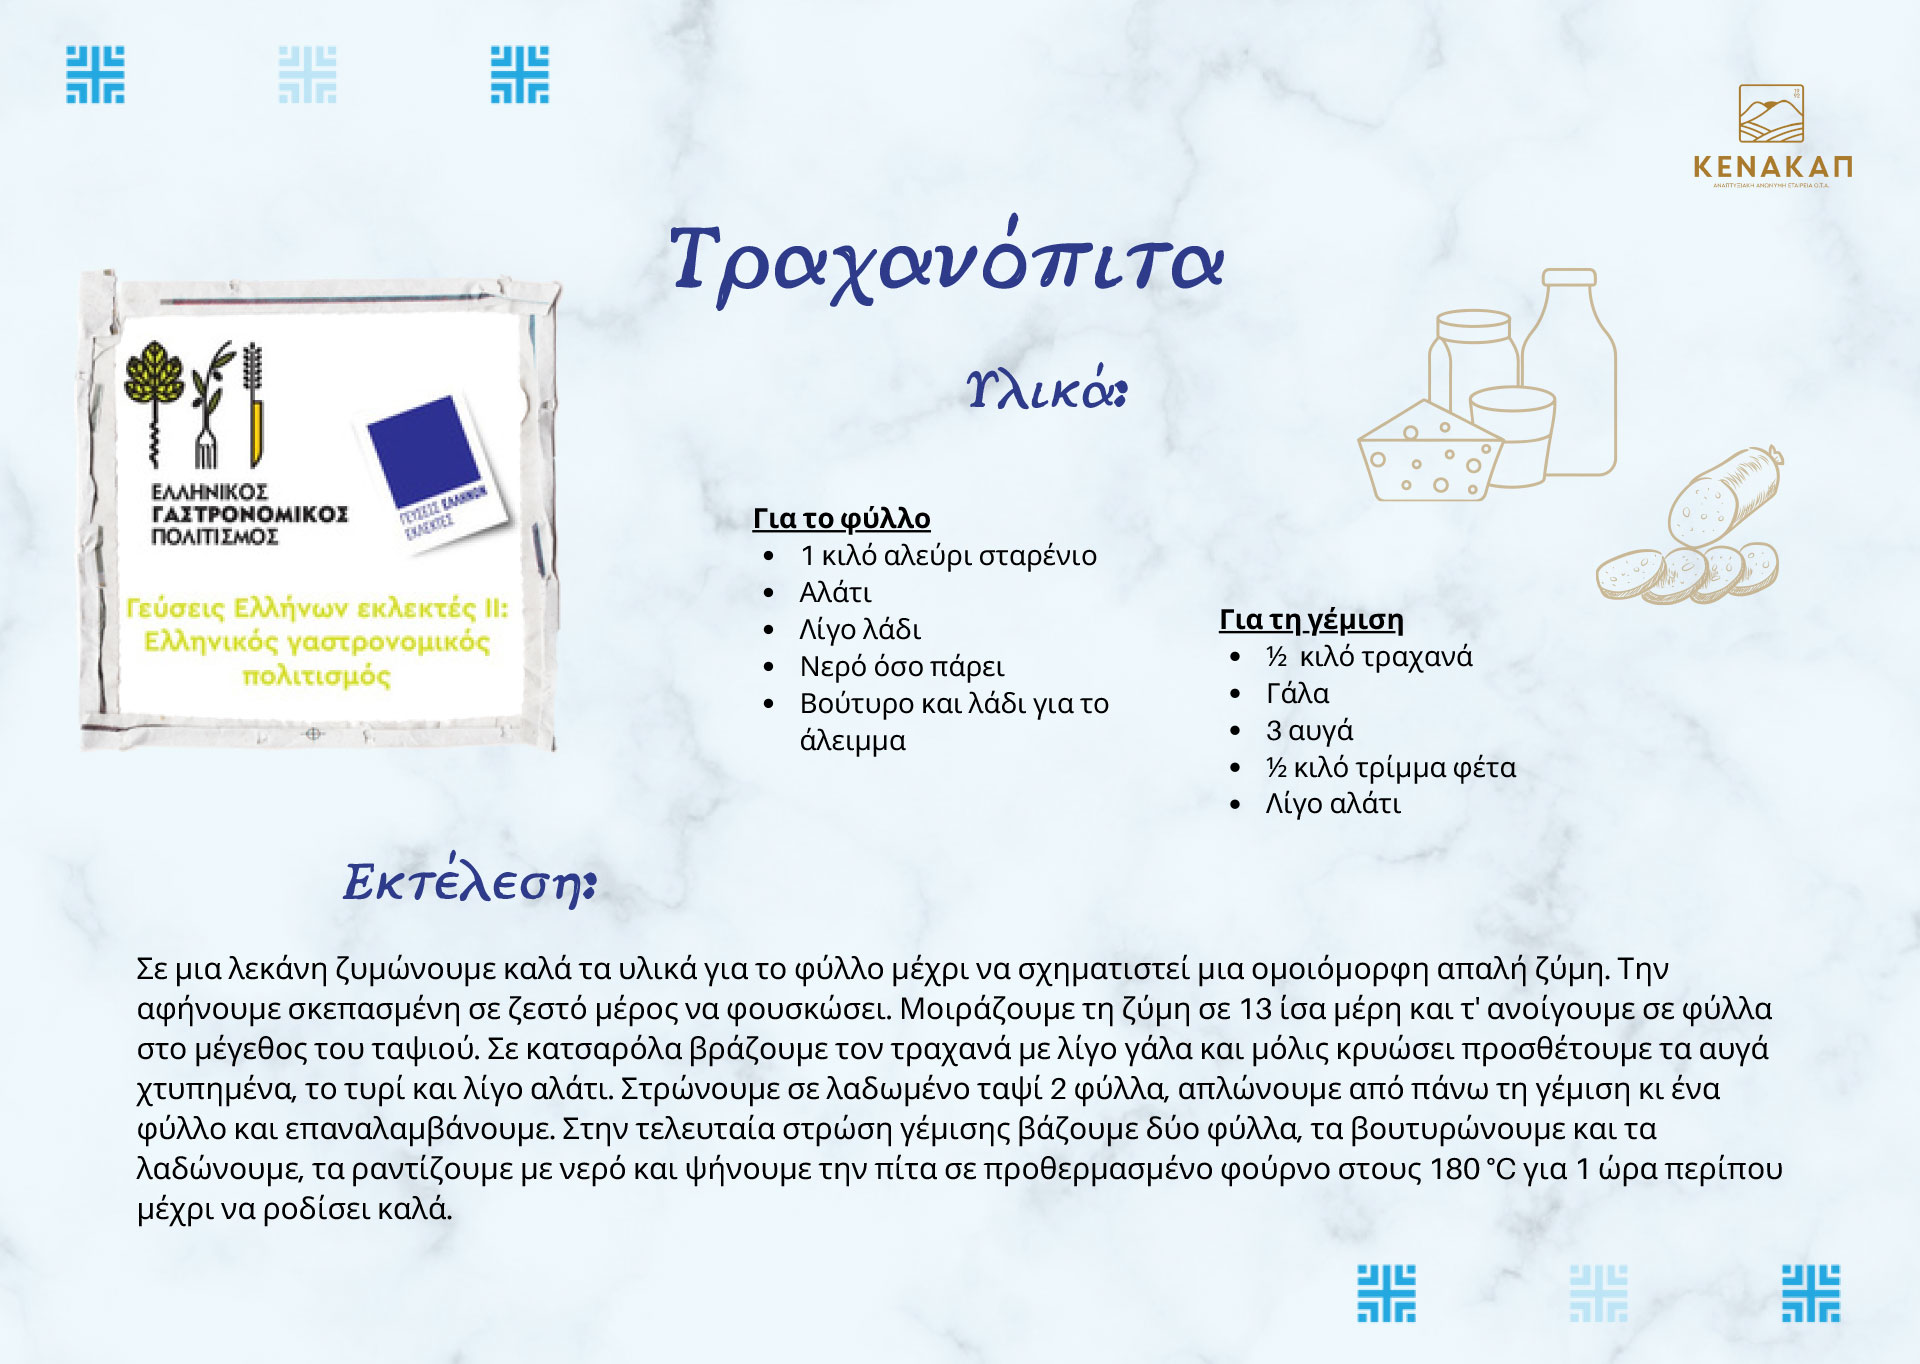 ΚΕΝΑΚΑΠ
ΑΝΑΠΤΥΞΙΑΚΗ ΑΝΩΝΥΜΗ ΕΤΑΙΡΕΙΑ Ο.Τ.Α.
Τραχανόπιτα
Υλικά:
ΕΛΛΗΝΙΚΟΣ
ΓΑΣΤΡΟΝΟΜΙΚΟΣ
ΠΟΛΙΤΙΣΜΟΣ
ΓΕΥΣΕΙΣ ΕΛΛΗΝΩΝ
ΕΚΛΕΚΤΕΣ
Γεύσεις Ελλήνων εκλεκτές ΙΙ:
Ελληνικός γαστρονομικός
πολιτισμός
Για το φύλλο
1 κιλό αλεύρι σταρένιο
Αλάτι
Λίγο λάδι
Νερό όσο πάρει
Βούτυρο και λάδι για το
άλειμμα
Για τη γέμιση
½ κιλό τραχανά
Γάλα
3 αυγά
½ κιλό τρίμμα φέτα
Λίγο αλάτι
Εκτέλεση:
Σε μια λεκάνη ζυμώνουμε καλά τα υλικά για το φύλλο μέχρι να σχηματιστεί μια ομοιόμορφη απαλή ζύμη. Την
αφήνουμε σκεπασμένη σε ζεστό μέρος να φουσκώσει. Μοιράζουμε τη ζύμη σε 13 ίσα μέρη και τ' ανοίγουμε σε φύλλα
στο μέγεθος του ταψιού. Σε κατσαρόλα βράζουμε τον τραχανά με λίγο γάλα και μόλις κρυώσει προσθέτουμε τα αυγά
χτυπημένα, το τυρί και λίγο αλάτι. Στρώνουμε σε λαδωμένο ταψί 2 φύλλα, απλώνουμε από πάνω τη γέμιση κι ένα
φύλλο και επαναλαμβάνουμε. Στην τελευταία στρώση γέμισης βάζουμε δύο φύλλα, τα βουτυρώνουμε και τα
λαδώνουμε, τα ραντίζουμε με νερό και ψήνουμε την πίτα σε προθερμασμένο φούρνο στους 180 °C για 1 ώρα περίπου
μέχρι να ροδίσει καλά.